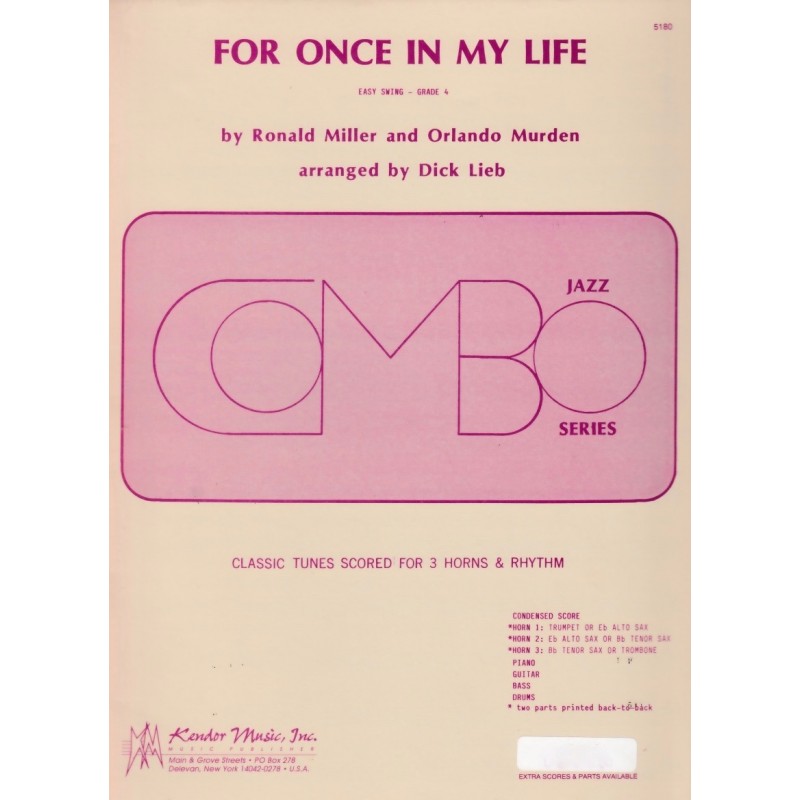 5180
FOR ONCE IN MY LIFE
EASY SWING - GRADE 4
by Ronald Miller and Orlando Murden
arranged by Dick Lieb
JAZZ
COMBO
SERIES
CLASSIC TUNES SCORED FOR 3 HORNS & RHYTHM
CONDENSED SCORE
*HORN 1: TRUMPET OR Eb ALTO SAX
*HORN 2: Eb ALTO SAX OR Bb TENOR SAX
*HORN 3: Bb TENOR SAX OR TROMBONE
PIANO
GUITAR
BASS
DRUMS
* two parts printed back-to-back
Kendor Music, Inc.
MUSIC PUBLISHER
Main & Grove Streets • PO Box 278
Delevan, New York 14042-0278 • U.S.A.
EXTRA SCORES & PARTS AVAILABLE